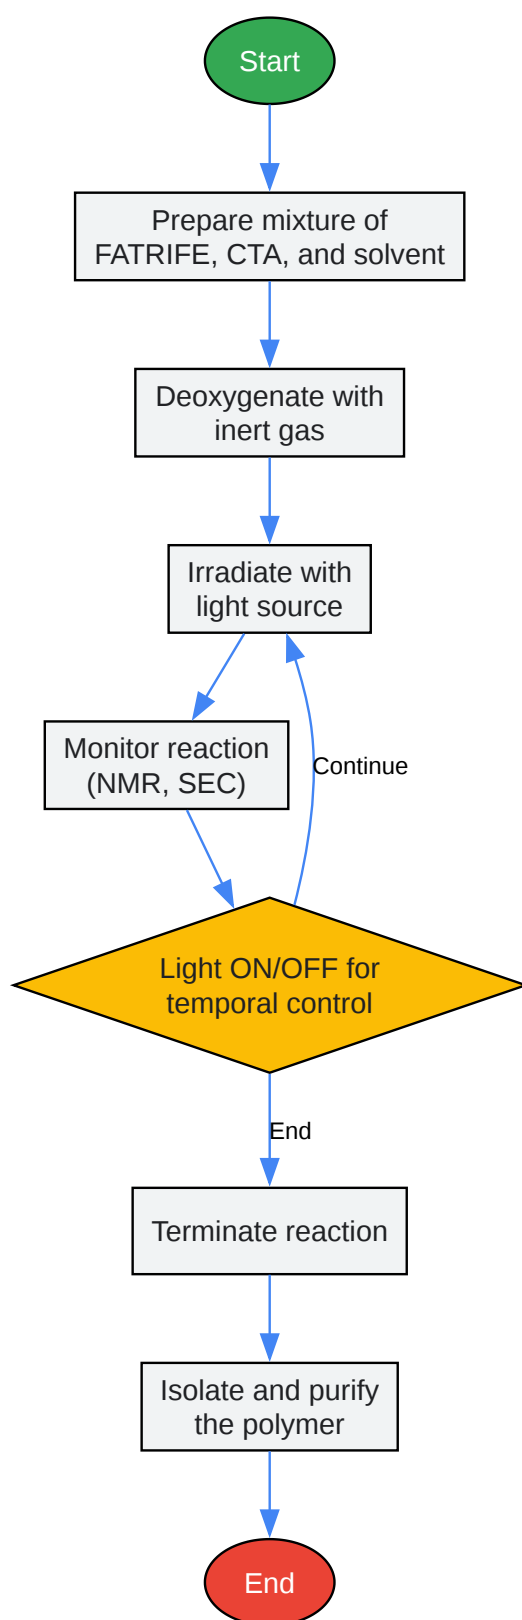 Start
Prepare mixture of
FATRIFE, CTA, and solvent
Deoxygenate with
inert gas
Irradiate with
light source
Monitor reaction
(NMR, SEC)
Continue
Light ON/OFF for
temporal control
End
Terminate reaction
Isolate and purify
the polymer
End